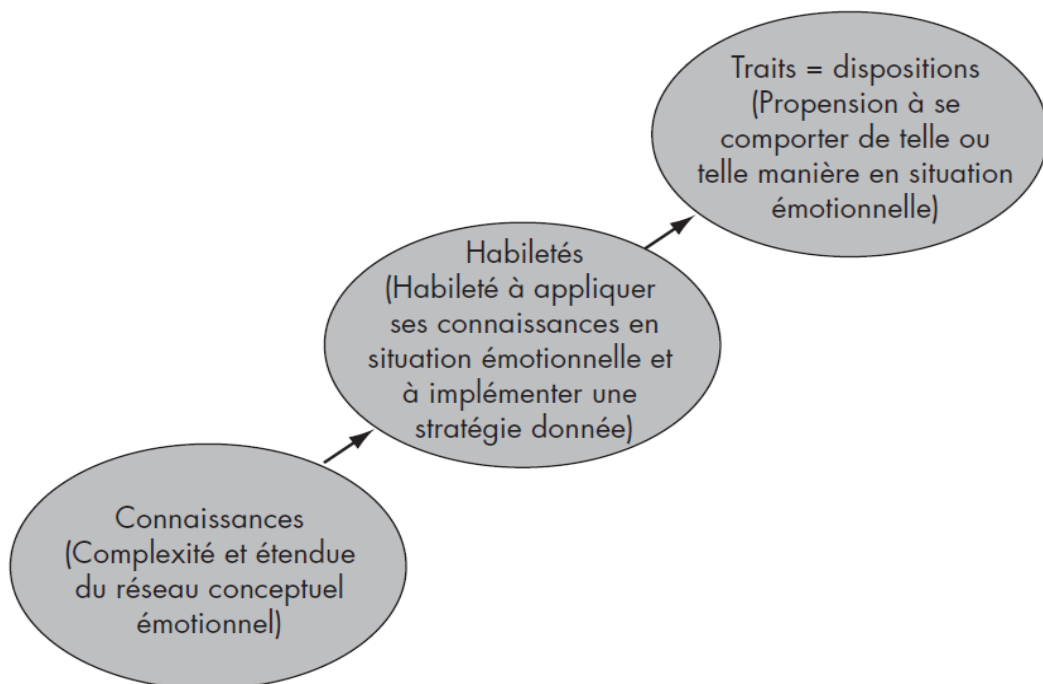 Traits = dispositions
(Propension à se
comporter de telle ou
telle manière en situation
émotionnelle)
Habiletés
(Habileté à appliquer
ses connaissances en
situation émotionnelle et
à implémenter une
stratégie donnée)
Connaissances
(Complexité et étendue
du réseau conceptuel
émotionnel)